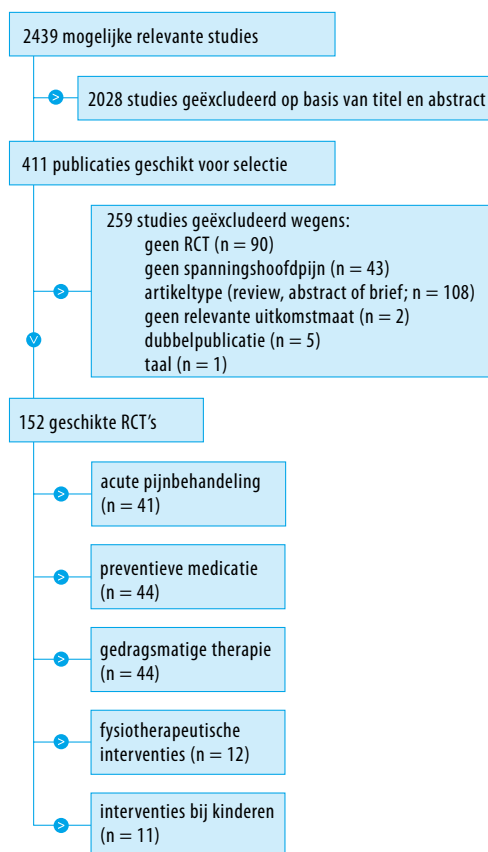 2439 mogelijke relevante studies
2028 studies geëxcludeerd op basis van titel en abstract
411 publicaties geschikt voor selectie
259 studies geëxcludeerd wegens:
geen RCT (n = 90)
geen spanningshoofdpijn (n = 43)
artikeltype (review, abstract of brief; n = 108)
geen relevante uitkomstmaat (n = 2)
dubbelpublicatie (n = 5)
taal (n = 1)
152 geschikte RCT's
acute pijnbehandeling
(n = 41)
preventieve medicatie
(n = 44)
gedragsmatige therapie
(n = 44)
fysiotherapeutische
interventies (n = 12)
interventies bij kinderen
(n = 11)